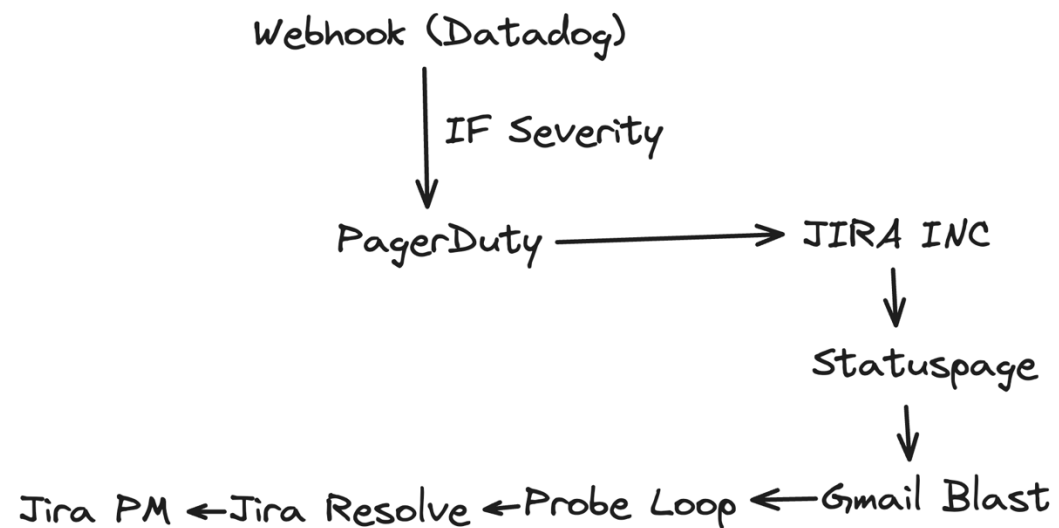 Webhook (Datadog)
IF Severity
PagerDuty
JIRA INC
Statuspage
Gmail Blast
Probe Loop
Jira Resolve
Jira PM